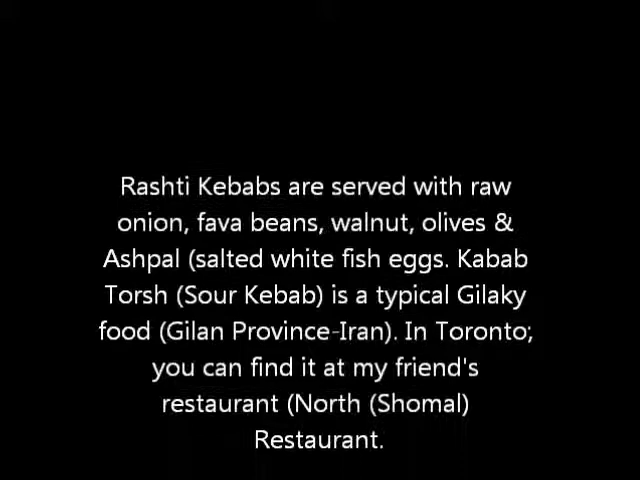 Rashti Kebabs are served with raw
onion, fava beans, walnut, olives &
Ashpal (salted white fish eggs. Kabab
Torsh (Sour Kebab) is a typical Gilaky
food (Gilan Province-Iran). In Toronto;
you can find it at my friend's
restaurant (North (Shomal)
Restaurant.